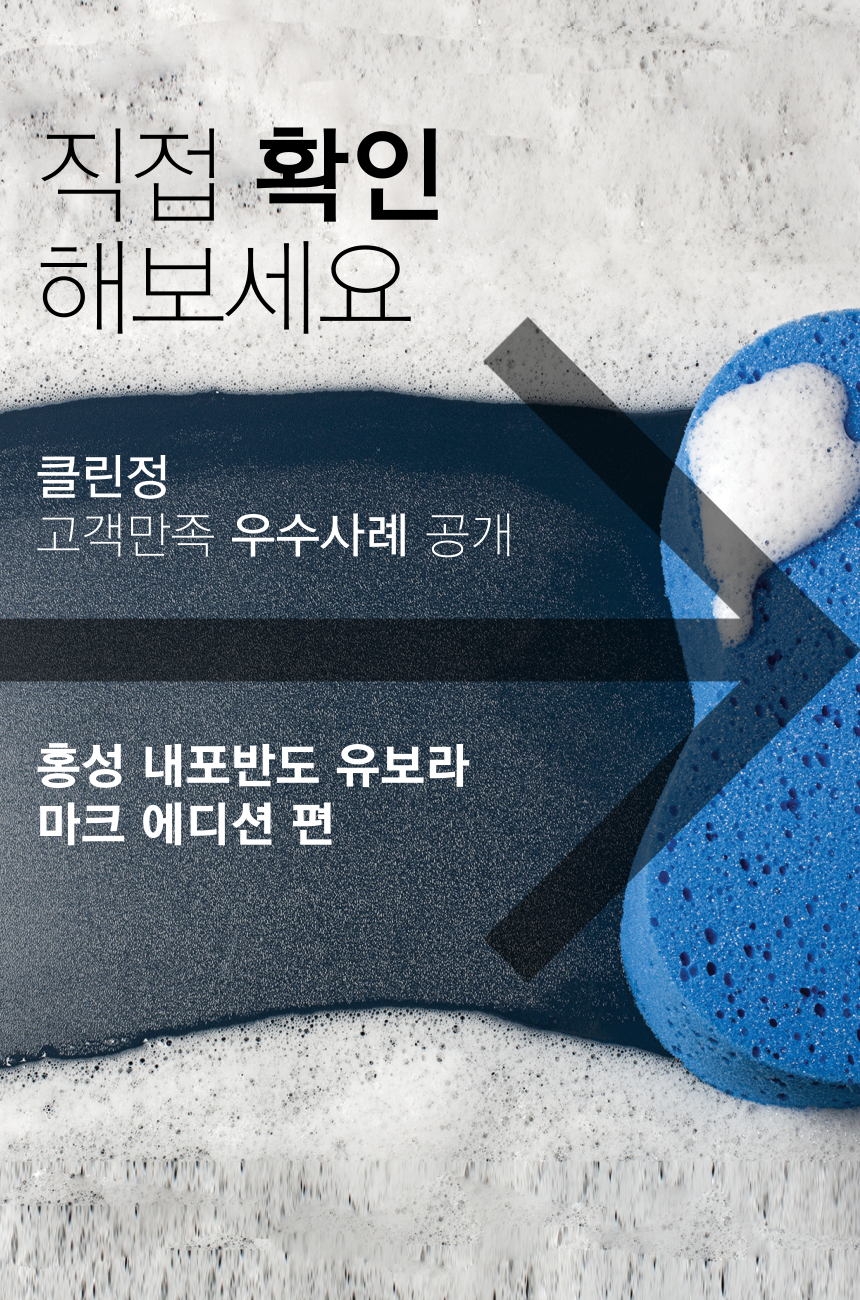 직접 확인
해보세요
클린정
고객만족 우수사례 공개
홍성 내포반도 유보라
마크 에디션 편